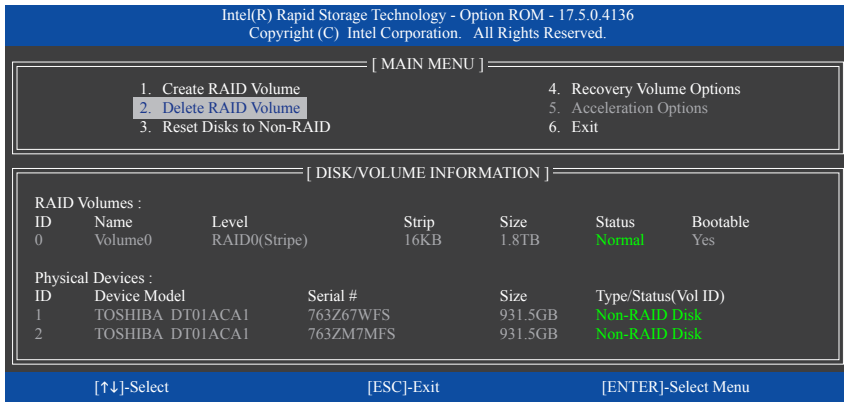 Intel(R) Rapid Storage Technology - Option ROM - 17.5.0.4136
Copyright (C) Intel Corporation. All Rights Reserved.
[ MAIN MENU ]
1. Create RAID Volume
2. Delete RAID Volume
3. Reset Disks to Non-RAID
4. Recovery Volume Options
5. Acceleration Options
6. Exit
[ DISK/VOLUME INFORMATION ]
RAID Volumes :
ID Name Level Strip Size Status Bootable
0 Volume0 RAID0(Stripe) 16KB 1.8TB Normal Yes
Physical Devices :
ID Device Model Serial # Size Type/Status(Vol ID)
1 TOSHIBA DT01ACA1 763Z67WFS 931.5GB Non-RAID Disk
2 TOSHIBA DT01ACA1 763ZM7MFS 931.5GB Non-RAID Disk
[↑↓]-Select [ESC]-Exit [ENTER]-Select Menu